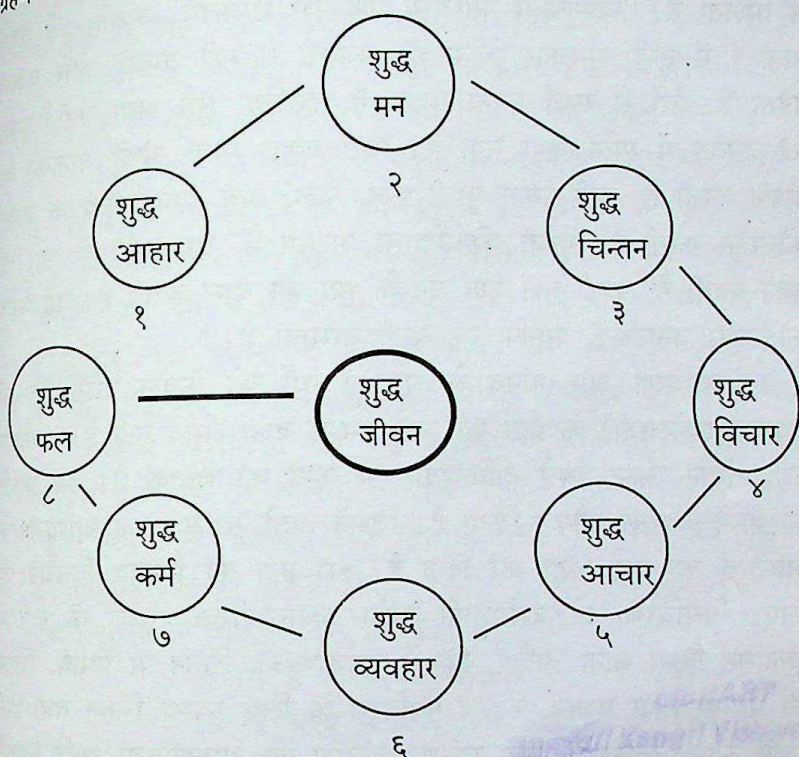 शुद्ध
मन
२
शुद्ध
आहार
१
शुद्ध
चिन्तन
३
शुद्ध
फल
८
शुद्ध
जीवन
शुद्ध
विचार
४
शुद्ध
कर्म
७
शुद्ध
आचार
५
शुद्ध
व्यवहार
६